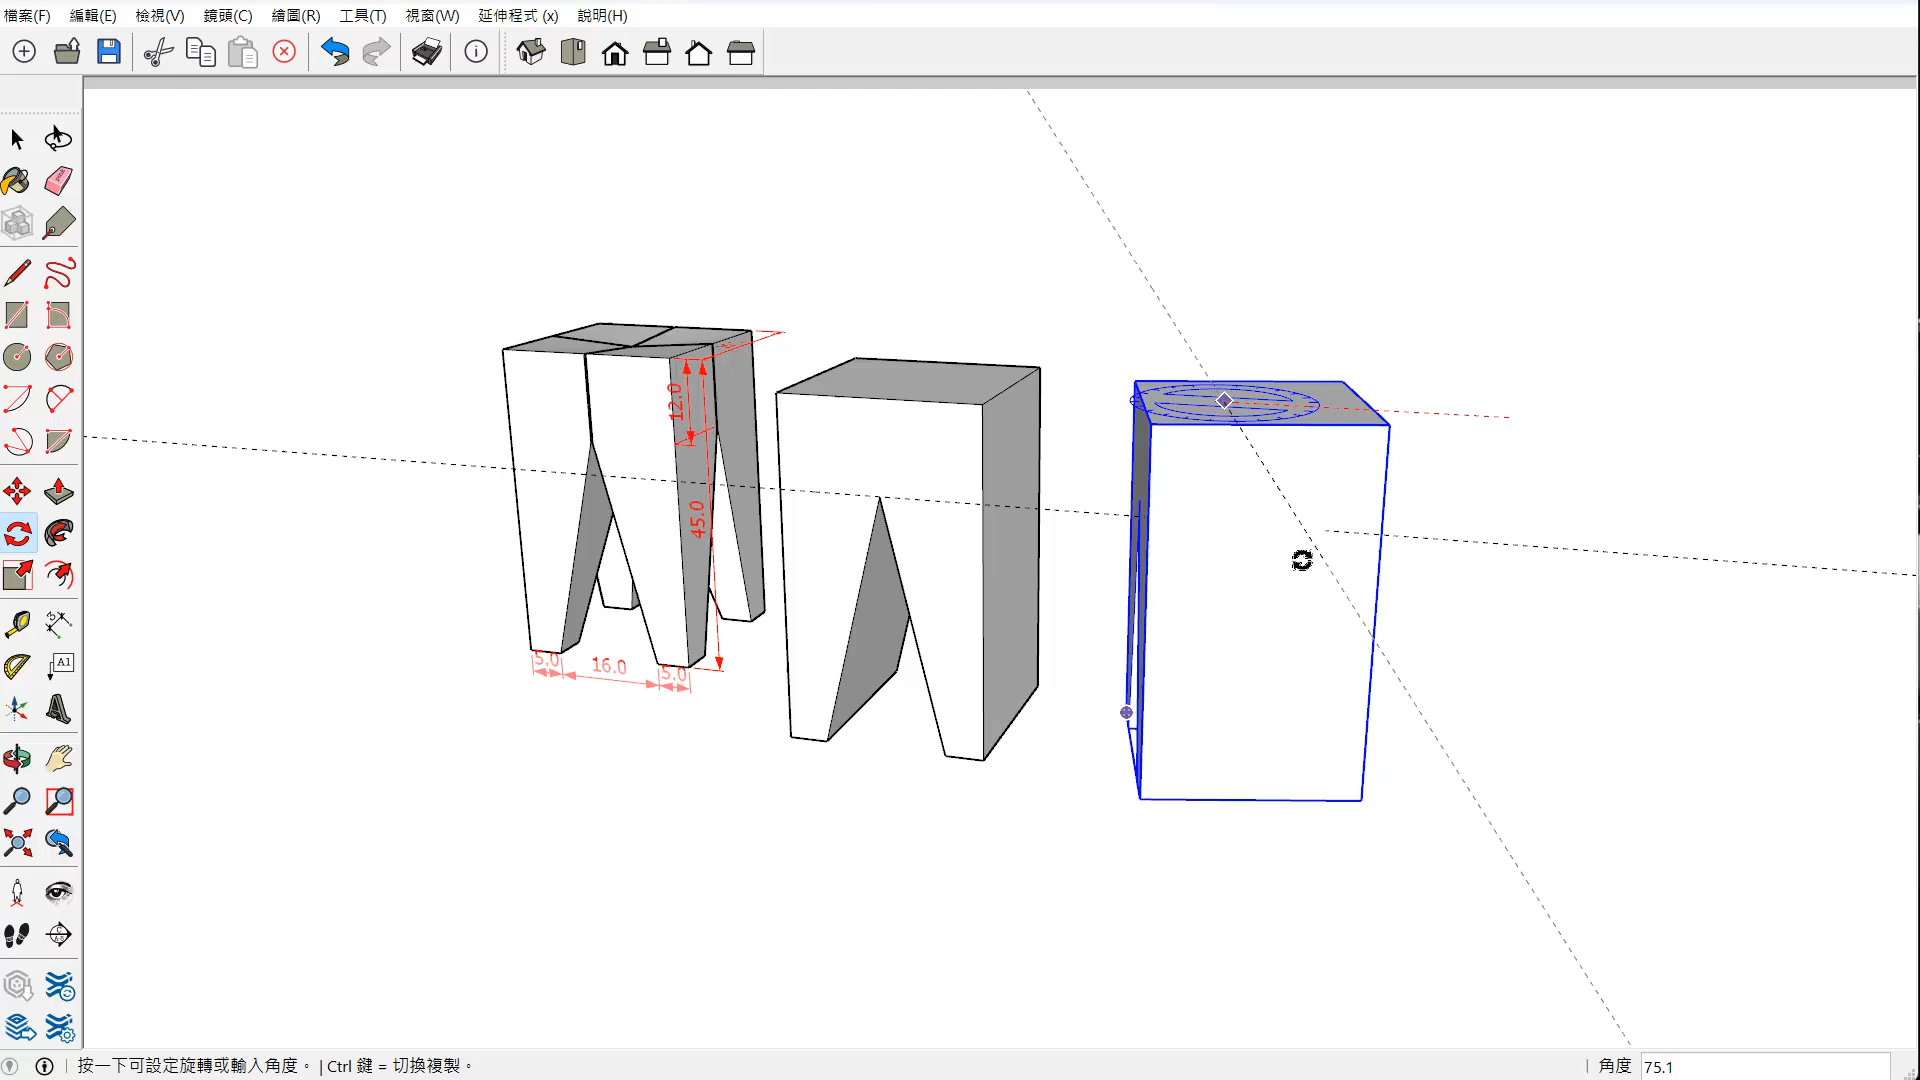 檔案(F) 編輯(E) 檢視(V) 鏡頭(C) 繪圖(R) 工具(T) 視窗(W) 延伸程式 (x) 說明(H)
A1
12.0
45.0
5.0
16.0
5.0
按一下可設定旋轉或輸入角度。 | Ctrl 鍵 = 切換複製。
角度 75.1